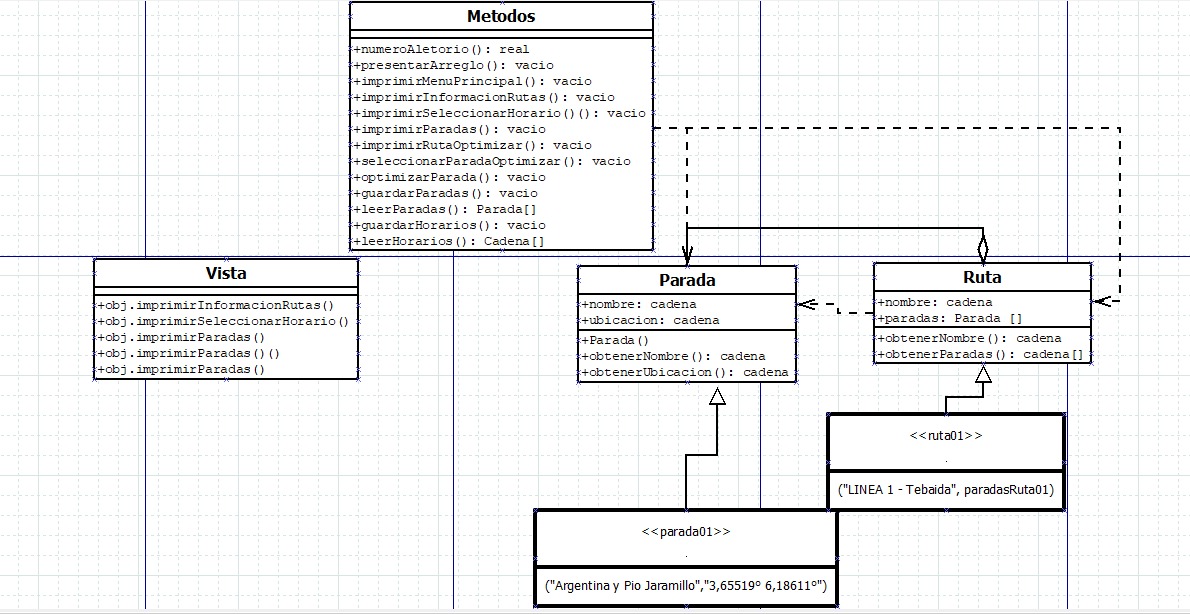 Metodos
+numeroAletorio(): real
+presentarArreglo(): vacio
+imprimirMenuPrincipal(): vacio
+imprimirInformacionRutas(): vacio
+imprimirSeleccionarHorario()(): vacio
+imprimirParadas(): vacio
+imprimirRutaOptimizar(): vacio
+seleccionarParadaOptimizar(): vacio
+optimizarParada(): vacio
+guardarParadas(): vacio
+leerParadas(): Parada[]
+guardarHorarios(): vacio
+leerHorarios(): Cadena[]
Vista
+obj.imprimirInformacionRutas()
+obj.imprimirSeleccionarHorario()
+obj.imprimirParadas()
+obj.imprimirParadas()()
+obj.imprimirParadas()
Parada
+nombre: cadena
+ubicacion: cadena
+Parada()
+obtenerNombre(): cadena
+obtenerUbicacion(): cadena
Ruta
+nombre: cadena
+paradas: Parada []
+obtenerNombre(): cadena
+obtenerParadas(): cadena[]
<<ruta01>>
.
("LINEA 1 - Tebaida", paradasRuta01)
<<parada01>>
.
("Argentina y Pio Jaramillo","3,65519º 6,18611º")